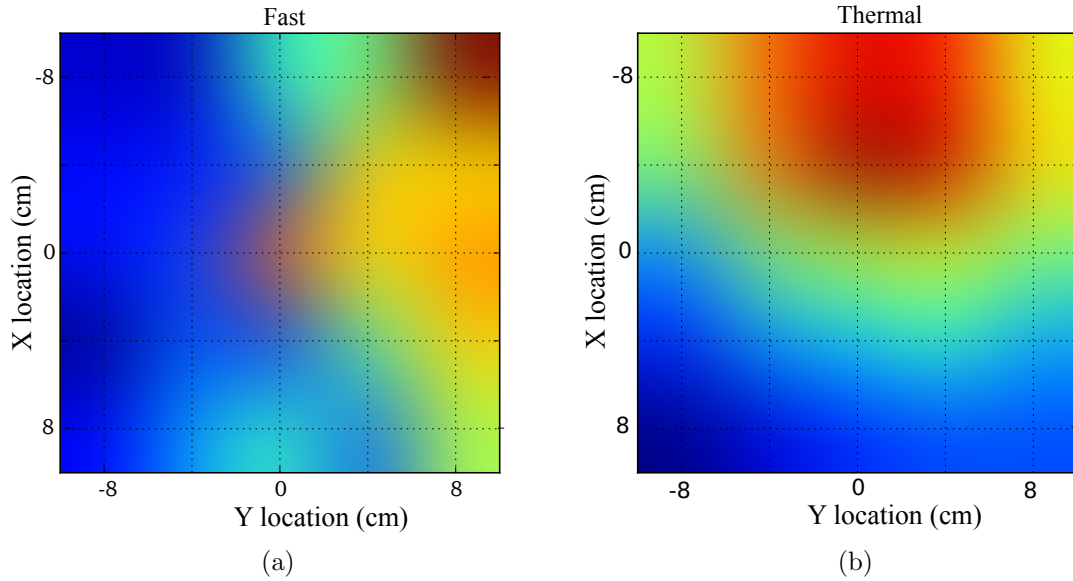 Fast
Thermal
-8
0
8
X location (cm)
-8
0
8
Y location (cm)
-8
0
8
X location (cm)
-8
0
8
Y location (cm)
(a)
(b)